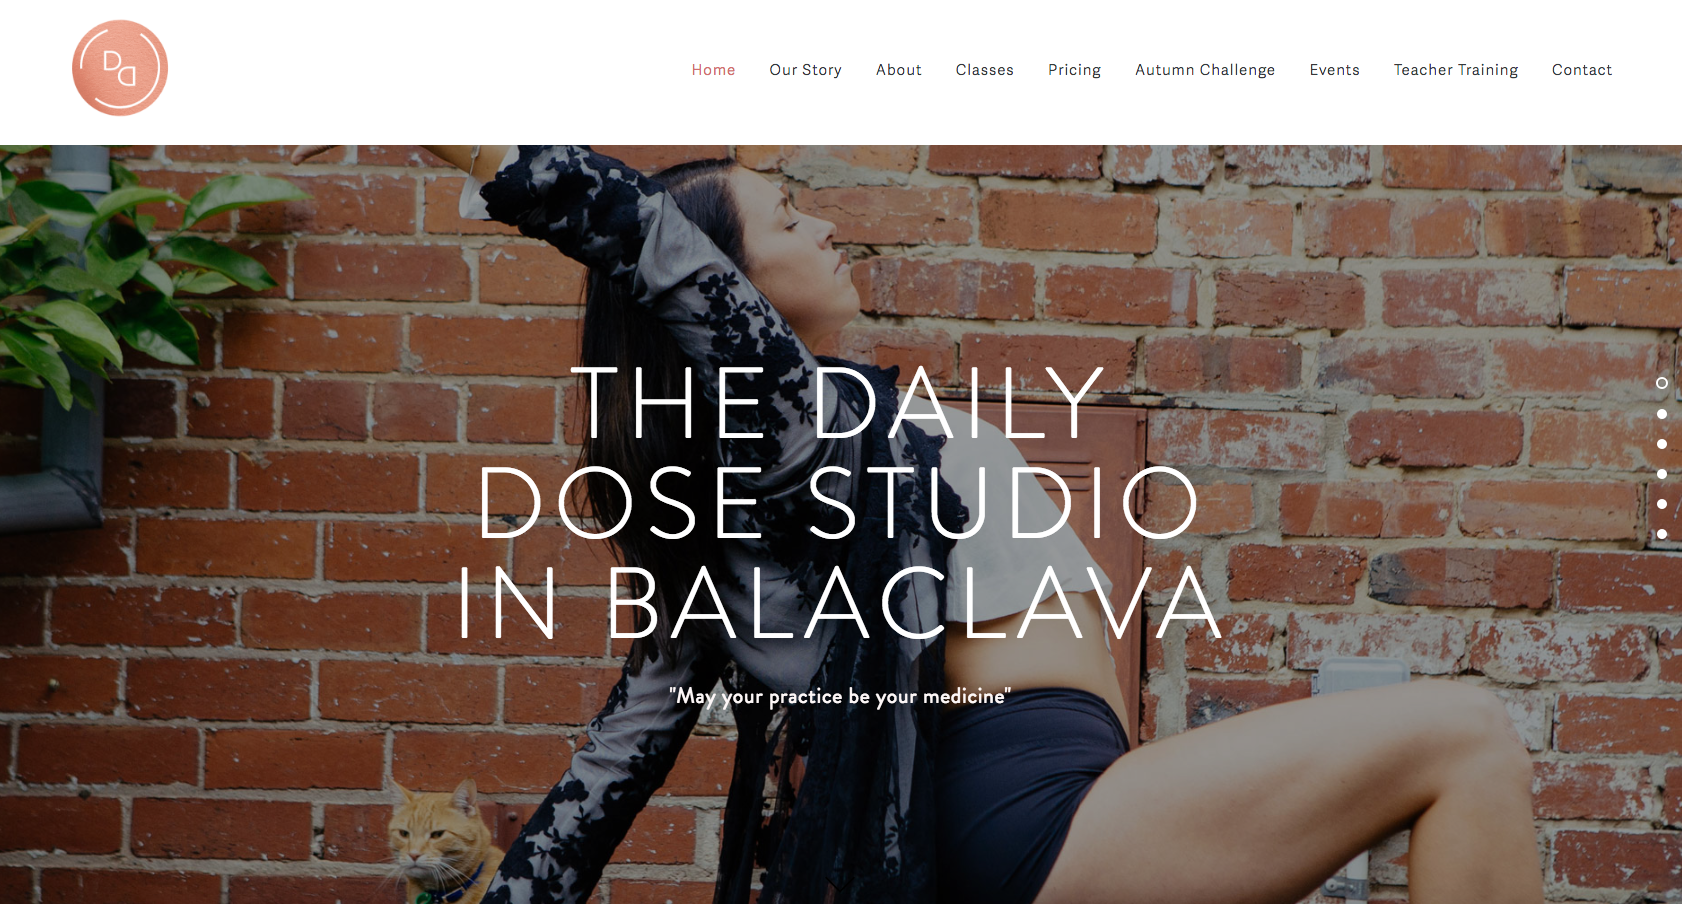 DD
Home Our Story About Classes Pricing Autumn Challenge Events Teacher Training Contact
THE DAILY
DOSE STUDIO
IN BALACLAVA
"May your practice be your medicine"